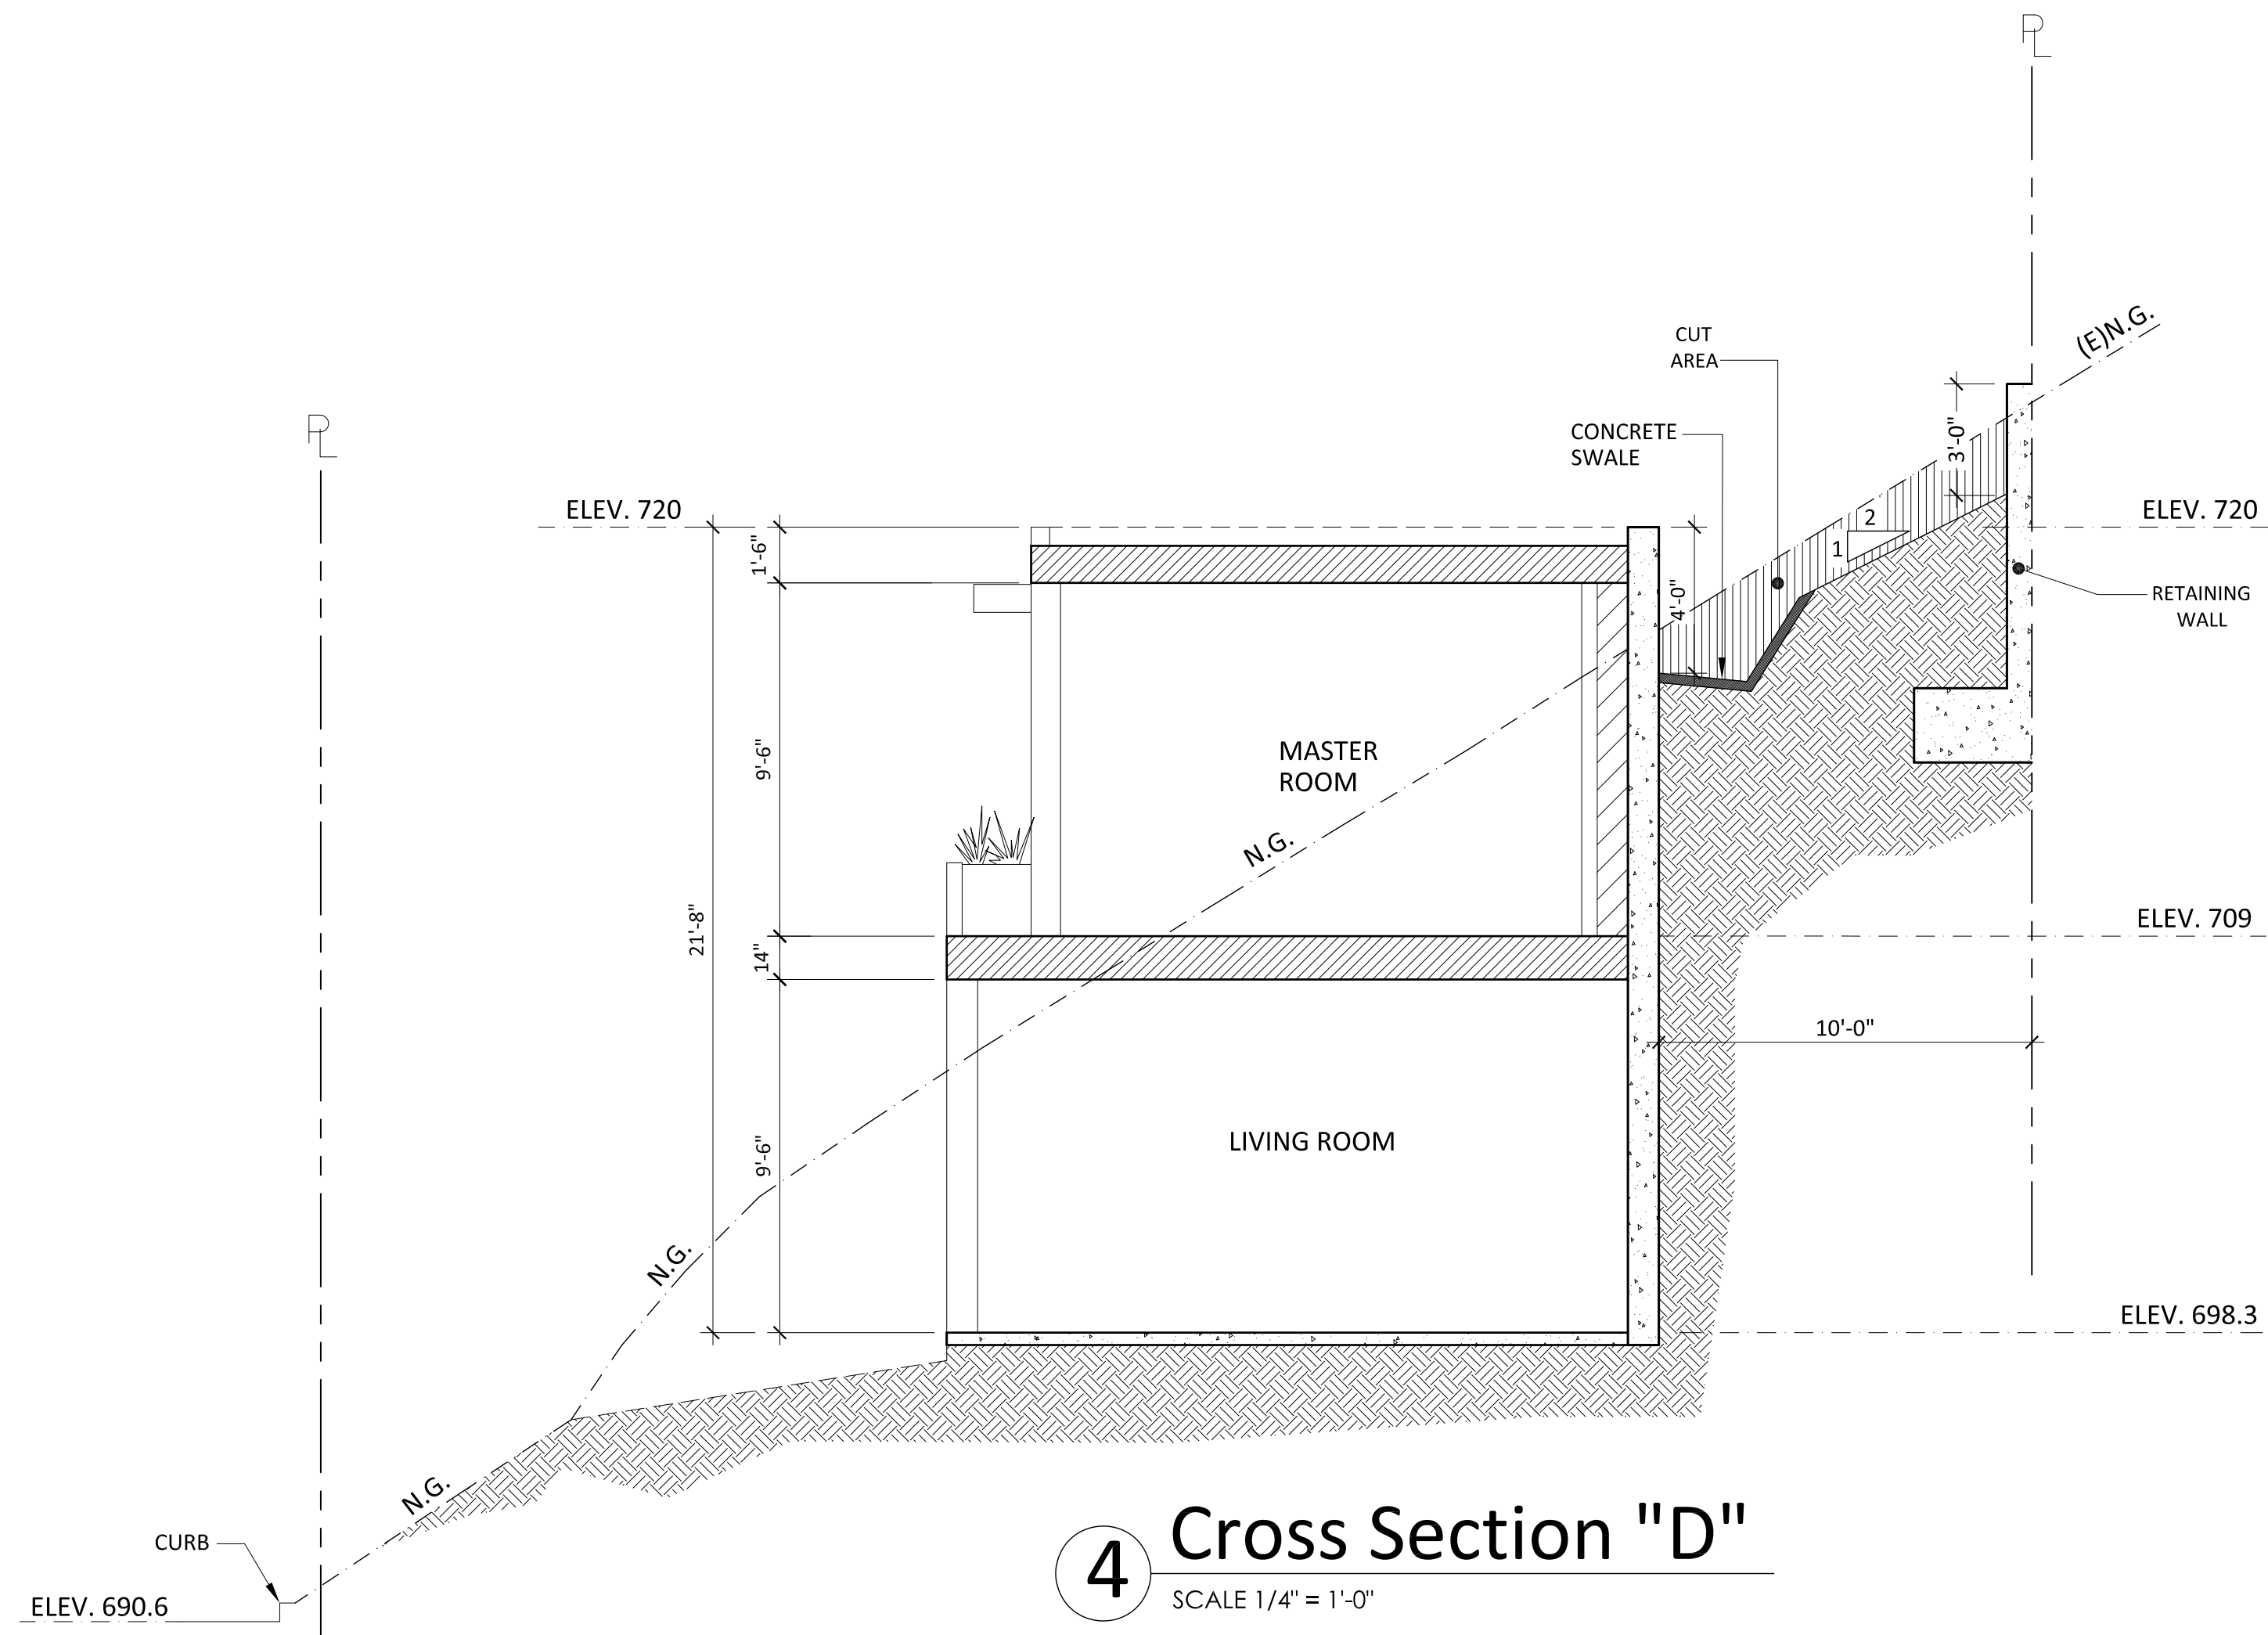 PL
PL
(E)N.G.
CUT
AREA
CONCRETE
SWALE
3'-0"
ELEV. 720
ELEV. 720
2
1
1'-6"
4'-0"
RETAINING
WALL
9'-6"
MASTER
ROOM
N.G.
21'-8"
14"
ELEV. 709
10'-0"
9'-6"
LIVING ROOM
N.G.
ELEV. 698.3
N.G.
CURB
ELEV. 690.6
4
Cross Section "D"
SCALE 1/4" = 1'-0"